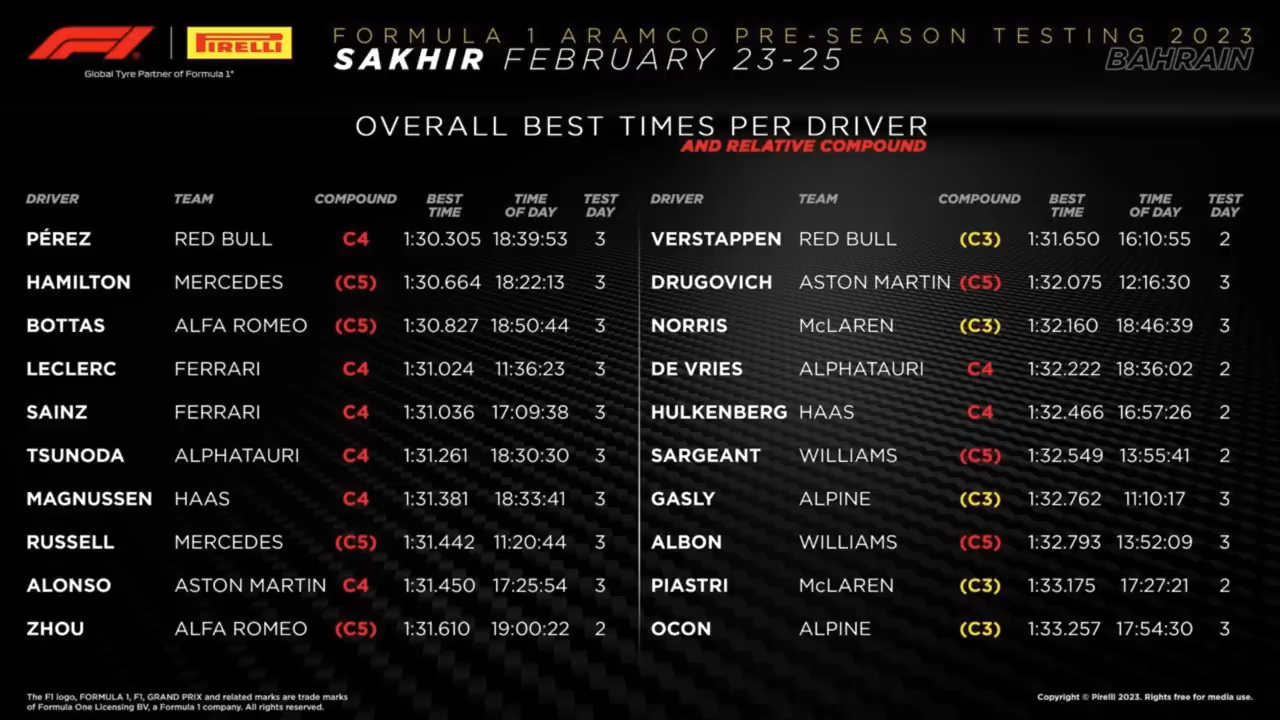 F1 PIRELLI
Global Tyre Partner of Formula 1®
FORMULA 1 ARAMCO PRE-SEASON TESTING 2023
SAKHIR FEBRUARY 23-25
BAHRAIN
OVERALL BEST TIMES PER DRIVER
AND RELATIVE COMPOUND
DRIVER TEAM COMPOUND BEST TIME TIME OF DAY TEST DAY
PÉREZ RED BULL C4 1:30.305 18:39:53 3
HAMILTON MERCEDES (C5) 1:30.664 18:22:13 3
BOTTAS ALFA ROMEO (C5) 1:30.827 18:50:44 3
LECLERC FERRARI C4 1:31.024 11:36:23 3
SAINZ FERRARI C4 1:31.036 17:09:38 3
TSUNODA ALPHATAURI C4 1:31.261 18:30:30 3
MAGNUSSEN HAAS C4 1:31.381 18:33:41 3
RUSSELL MERCEDES (C5) 1:31.442 11:20:44 3
ALONSO ASTON MARTIN C4 1:31.450 17:25:54 3
ZHOU ALFA ROMEO (C5) 1:31.610 19:00:22 2
DRIVER TEAM COMPOUND BEST TIME TIME OF DAY TEST DAY
VERSTAPPEN RED BULL (C3) 1:31.650 16:10:55 2
DRUGOVICH ASTON MARTIN (C5) 1:32.075 12:16:30 3
NORRIS McLAREN (C3) 1:32.160 18:46:39 3
DE VRIES ALPHATAURI C4 1:32.222 18:36:02 2
HULKENBERG HAAS C4 1:32.466 16:57:26 2
SARGEANT WILLIAMS (C5) 1:32.549 13:55:41 2
GASLY ALPINE (C3) 1:32.762 11:10:17 3
ALBON WILLIAMS (C5) 1:32.793 13:52:09 3
PIASTRI McLAREN (C3) 1:33.175 17:27:21 2
OCON ALPINE (C3) 1:33.257 17:54:30 3
The F1 logo, FORMULA 1, F1, GRAND PRIX and related marks are trade marks
of Formula One Licensing BV, a Formula 1 company. All rights reserved.
Copyright © Pirelli 2023. Rights free for media use.